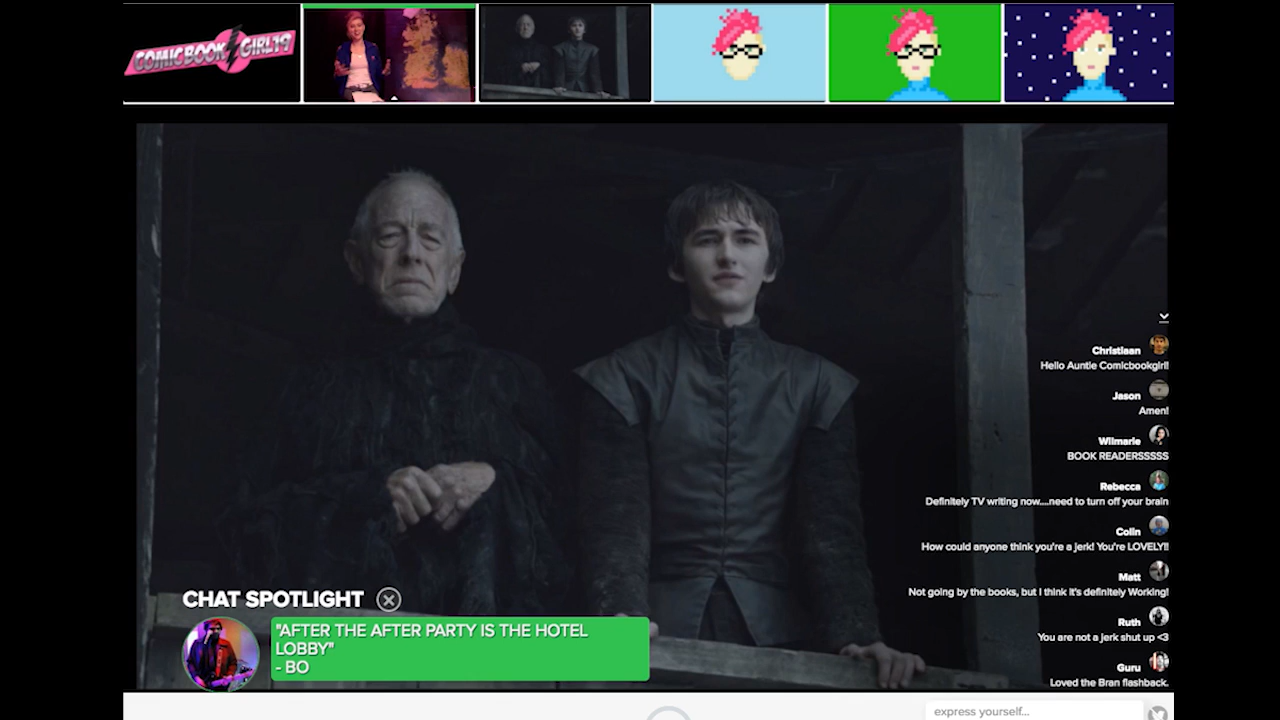 COMICBOOK GIRL19
Christiaan
Hello Auntie Comicbookgirl!
Jason
Amen!
Wilmarie
BOOK READERSSSSS
Rebecca
Definitely TV writing now....need to turn off your brain
Colin
How could anyone think you're a jerk! You're LOVELY!!
Matt
Not going by the books, but I think it's definitely Working!
Ruth
You are not a jerk shut up <3
Guru
Loved the Bran flashback.
CHAT SPOTLIGHT
"AFTER THE AFTER PARTY IS THE HOTEL
LOBBY"
- BO
express yourself...